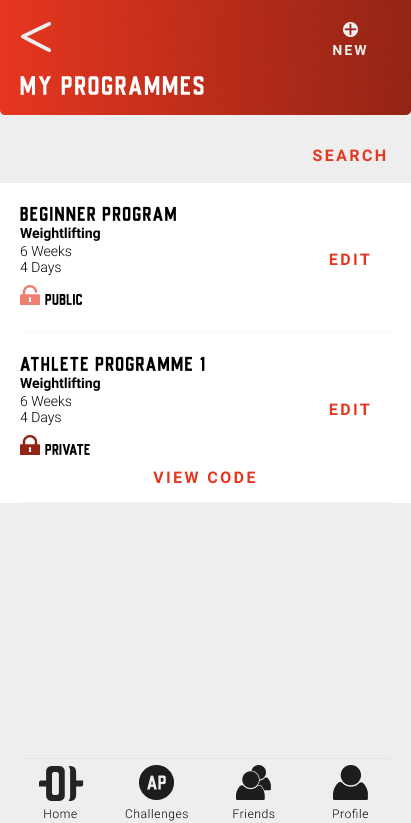 NEW
MY PROGRAMMES
SEARCH
BEGINNER PROGRAM
Weightlifting
6 Weeks
4 Days
EDIT
PUBLIC
ATHLETE PROGRAMME 1
Weightlifting
6 Weeks
4 Days
EDIT
PRIVATE
VIEW CODE
AP
Home
Challenges
Friends
Profile